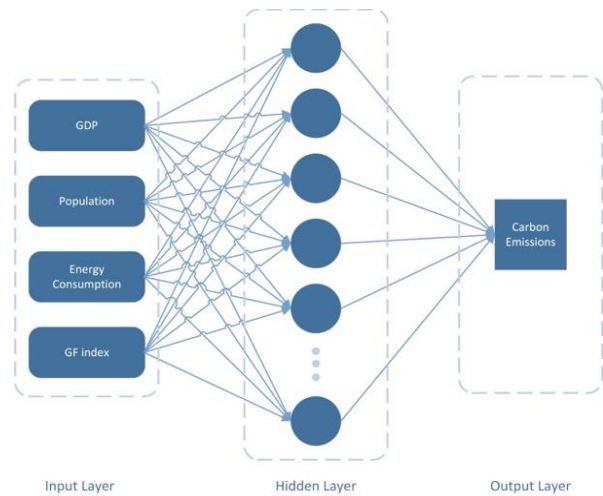 GDP
Population
Energy
Consumption
GF index
Carbon
Emissions
Input Layer
Hidden Layer
Output Layer